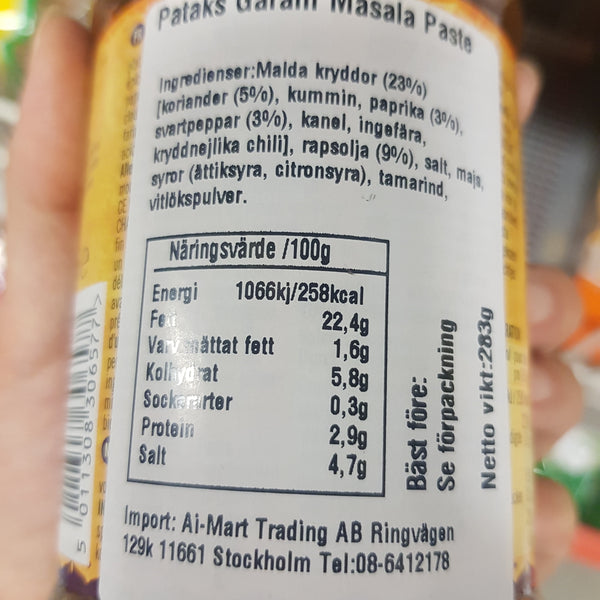 Pataks Garam Masala Paste
Ingredienser:Malda kryddor (23%)
[koriander (5%), kummin, paprika (3%),
svartpeppar (3%), kanel, ingefära,
kryddnejlika chili], rapsolja (9%), salt, majs,
syror (ättiksyra, citronsyra), tamarind,
vitlökspulver.
Näringsvärde /100g
Energi 1066kj/258kcal
Fett 22,4g
Varav mättat fett 1,6g
Kolhydrat 5,8g
Sockerarter 0,3g
Protein 2,9g
Salt 4,7g
Bäst före:
Se förpackning
Netto vikt:283g
Import: Ai-Mart Trading AB Ringvägen
129k 11661 Stockholm Tel:08-6412178
5 011308 306577 >